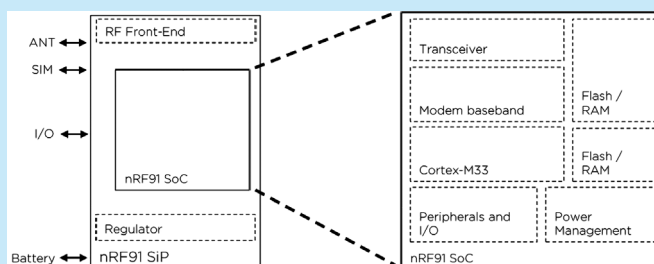 RF Front-End
ANT
SIM
I/O
nRF91 SoC
Regulator
Battery
nRF91 SiP
Transceiver
Modem baseband
Flash /
RAM
Cortex-M33
Flash /
RAM
Peripherals and
I/O
Power
Management
nRF91 SoC